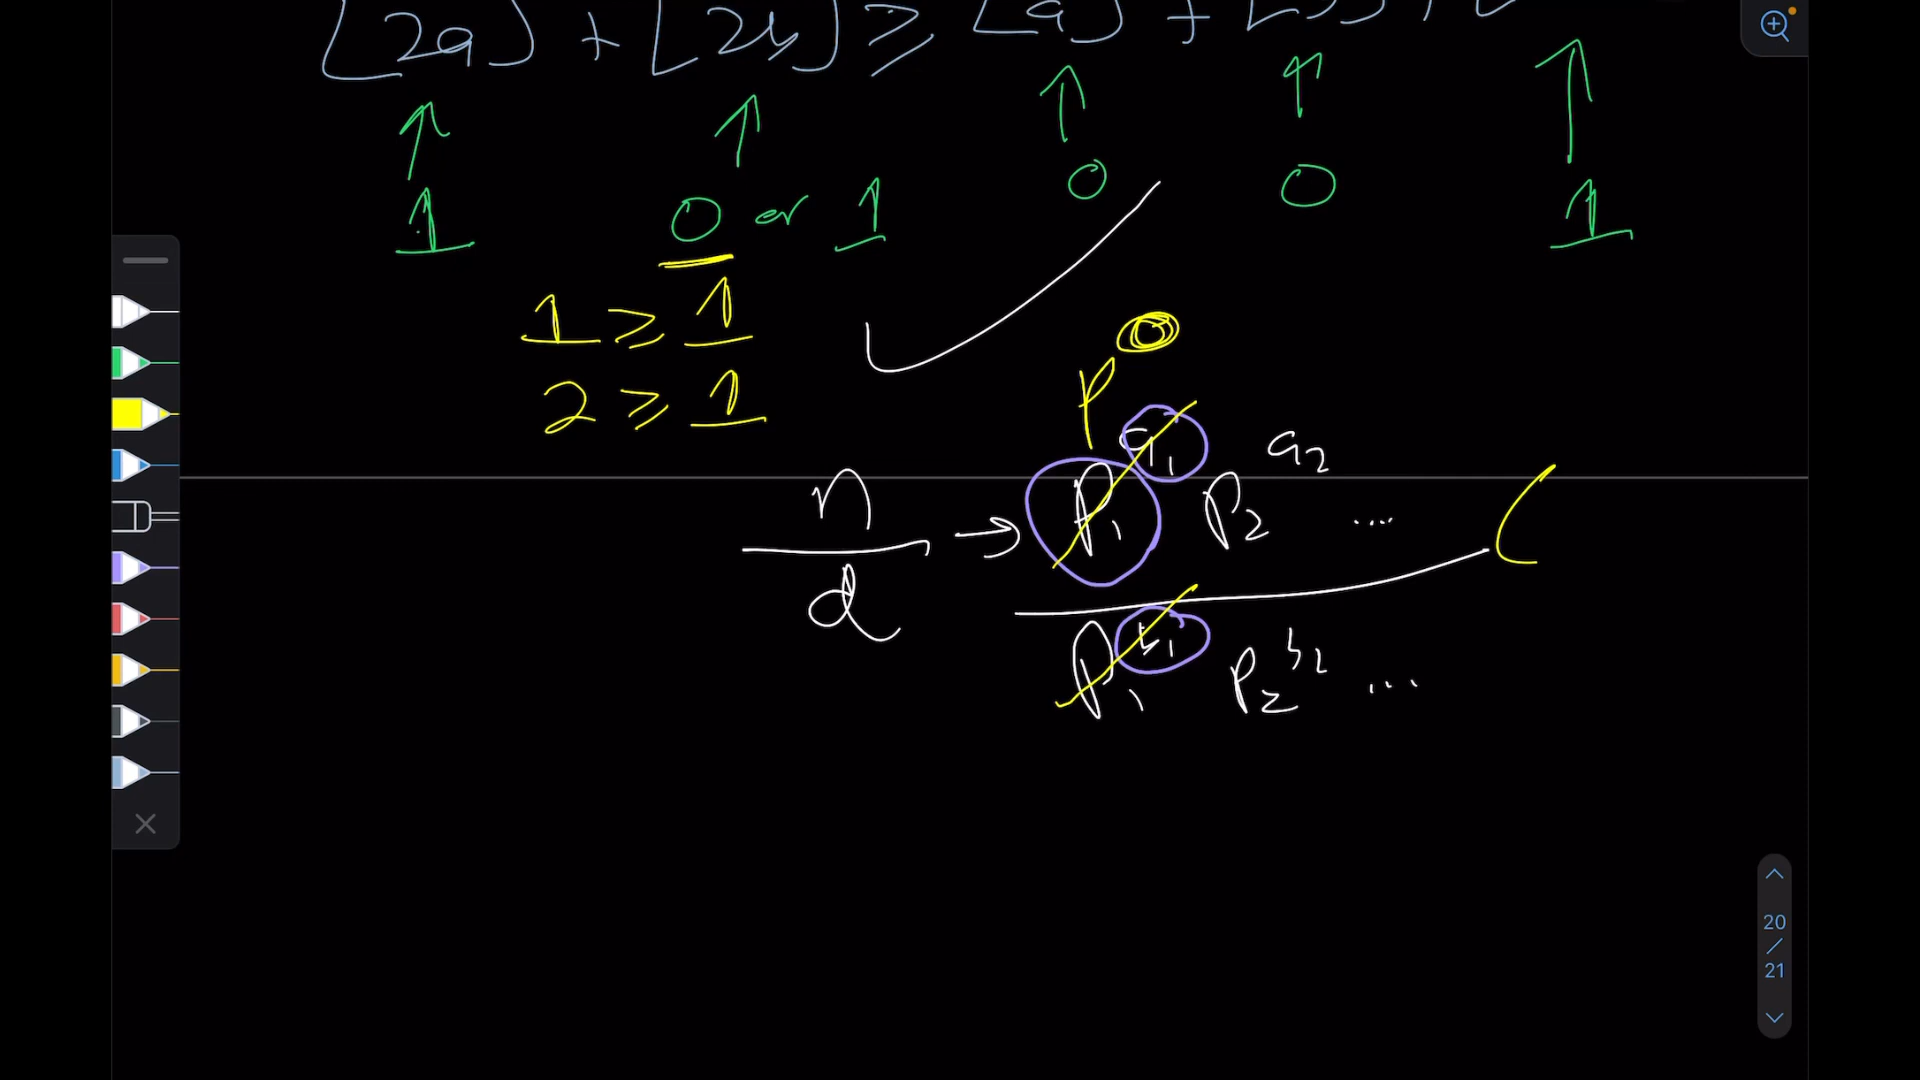 ⌊2a⌋ + ⌊2b⌋ ≥ ⌊a⌋ +
1 0 or 1 0 0 1
1 ≥ 1
2 ≥ 1
p
n/d → p₁^a₁ p₂^a₂ .... / p₁^b₁ p₂^b₂ ...
20
/
21